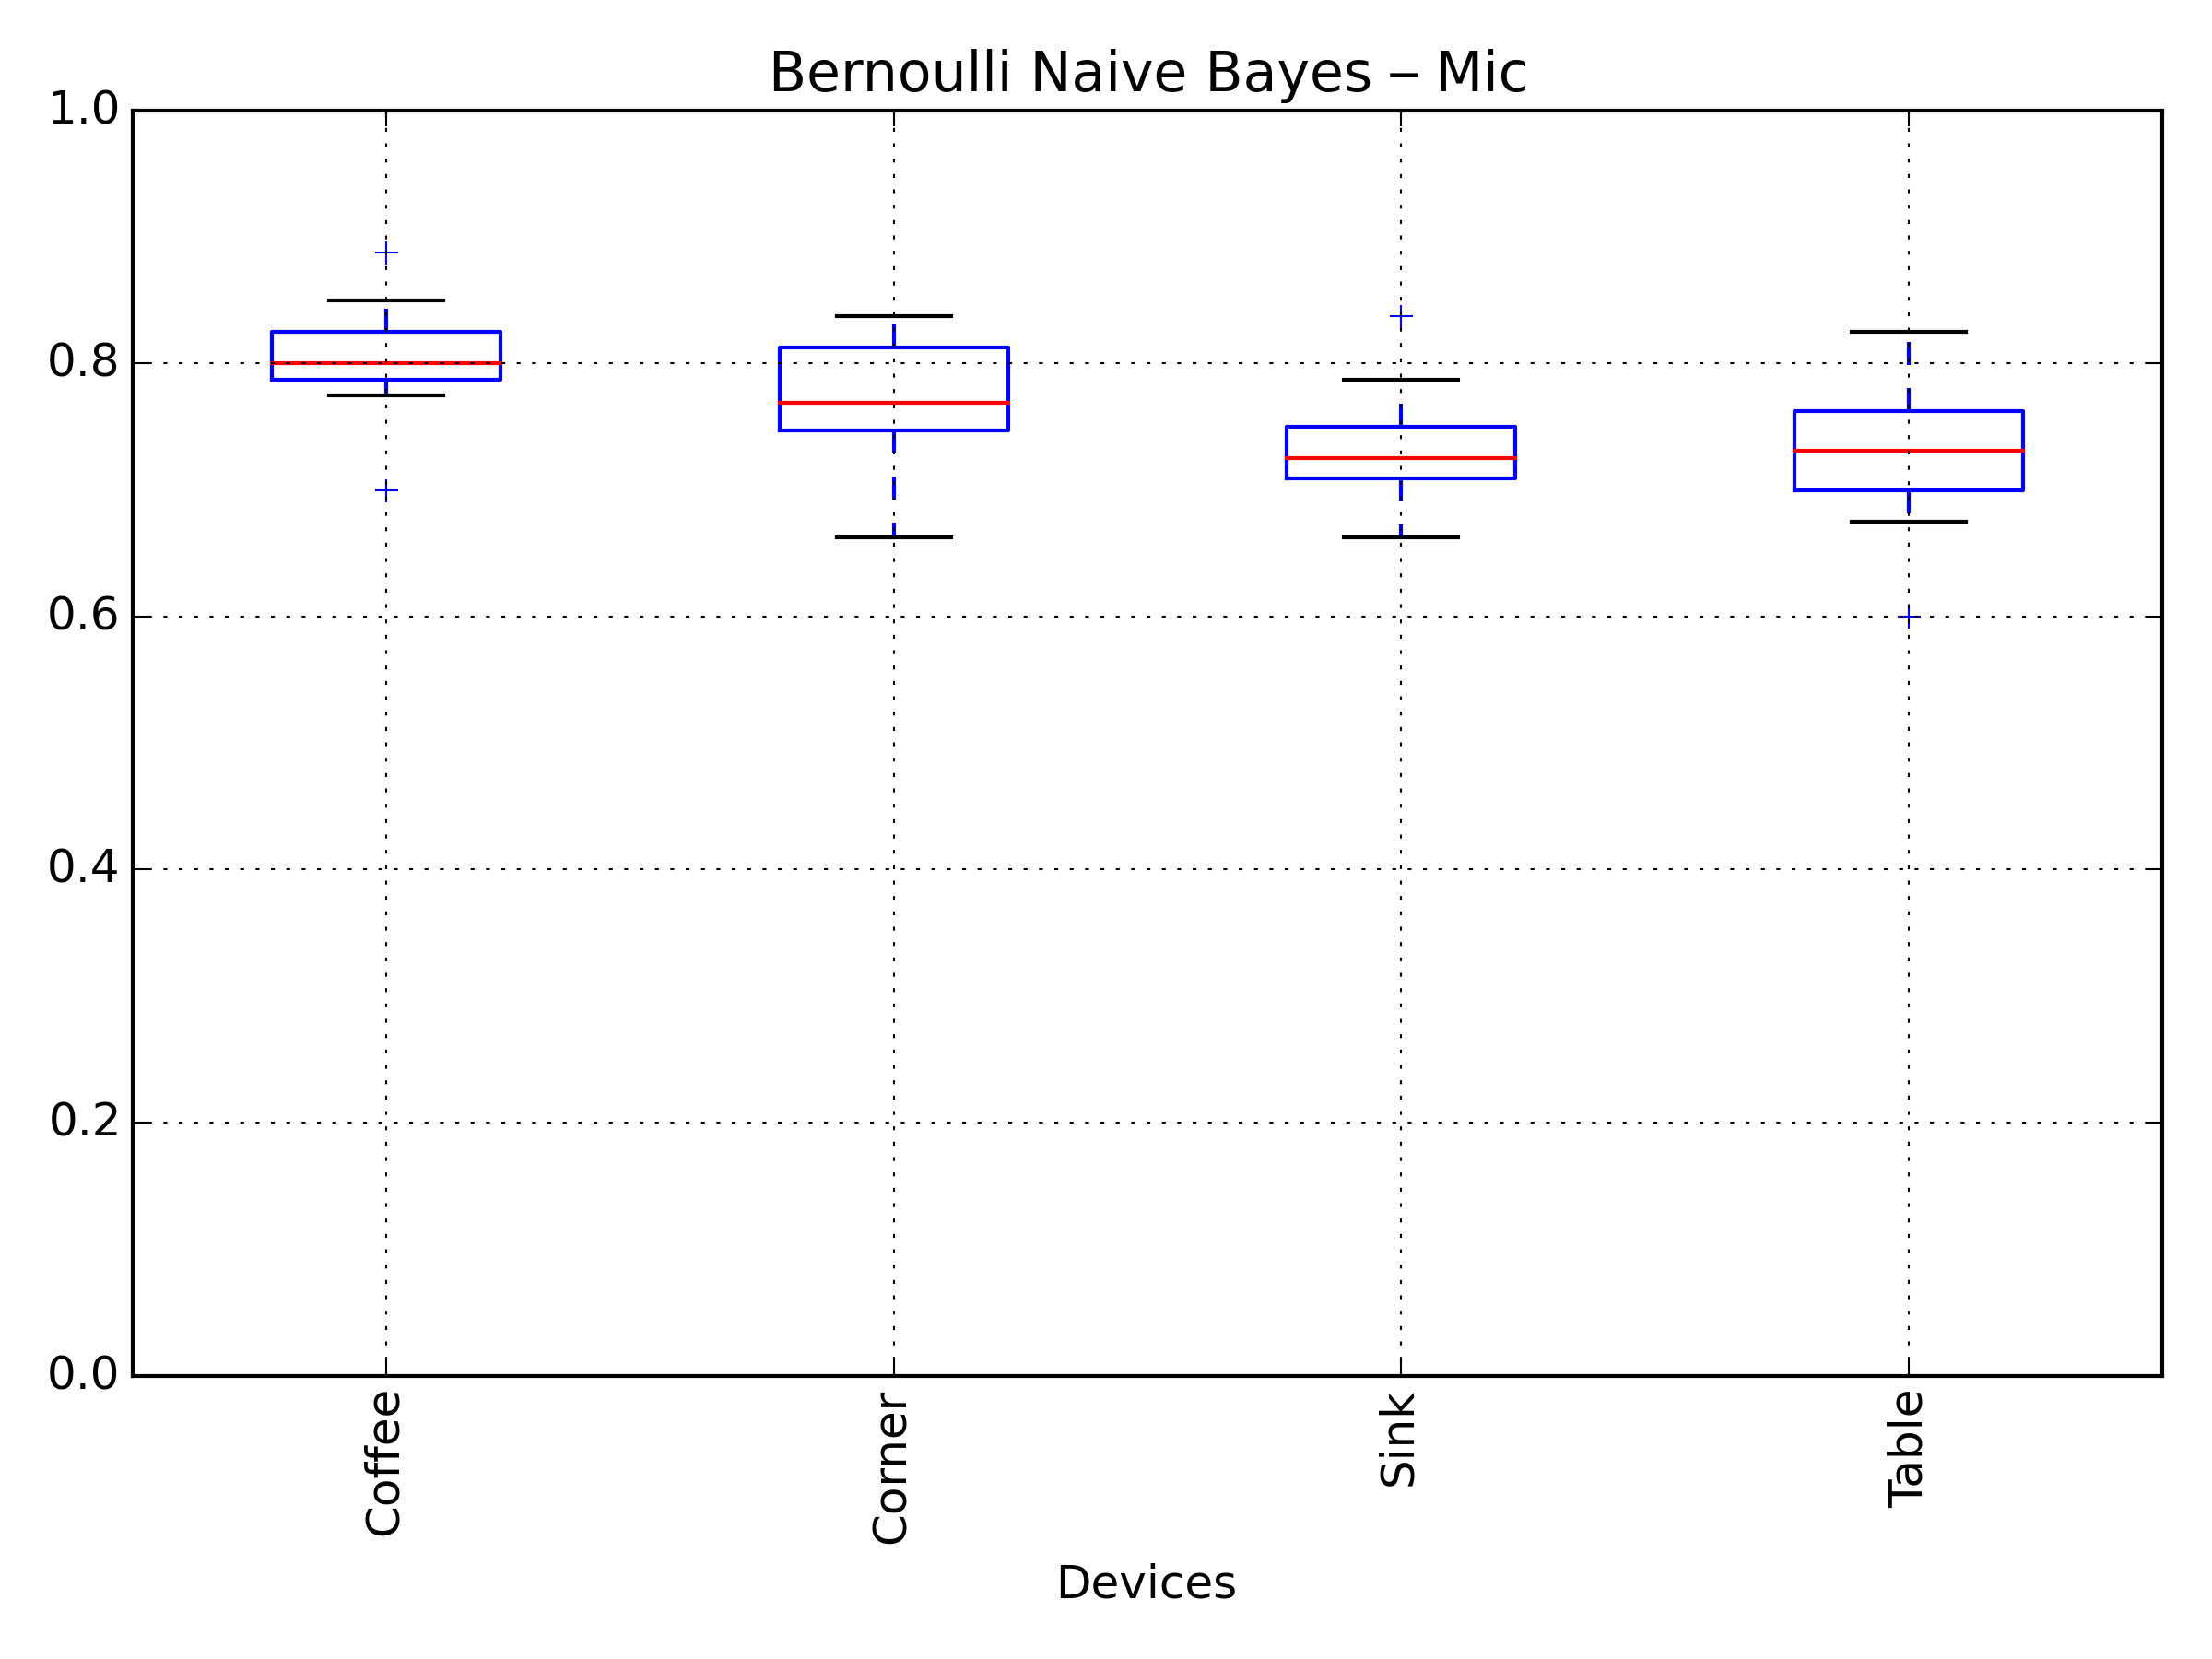 Bernoulli Naive Bayes – Mic
1.0
0.8
0.6
0.4
0.2
0.0
Coffee
Corner
Sink
Table
Devices